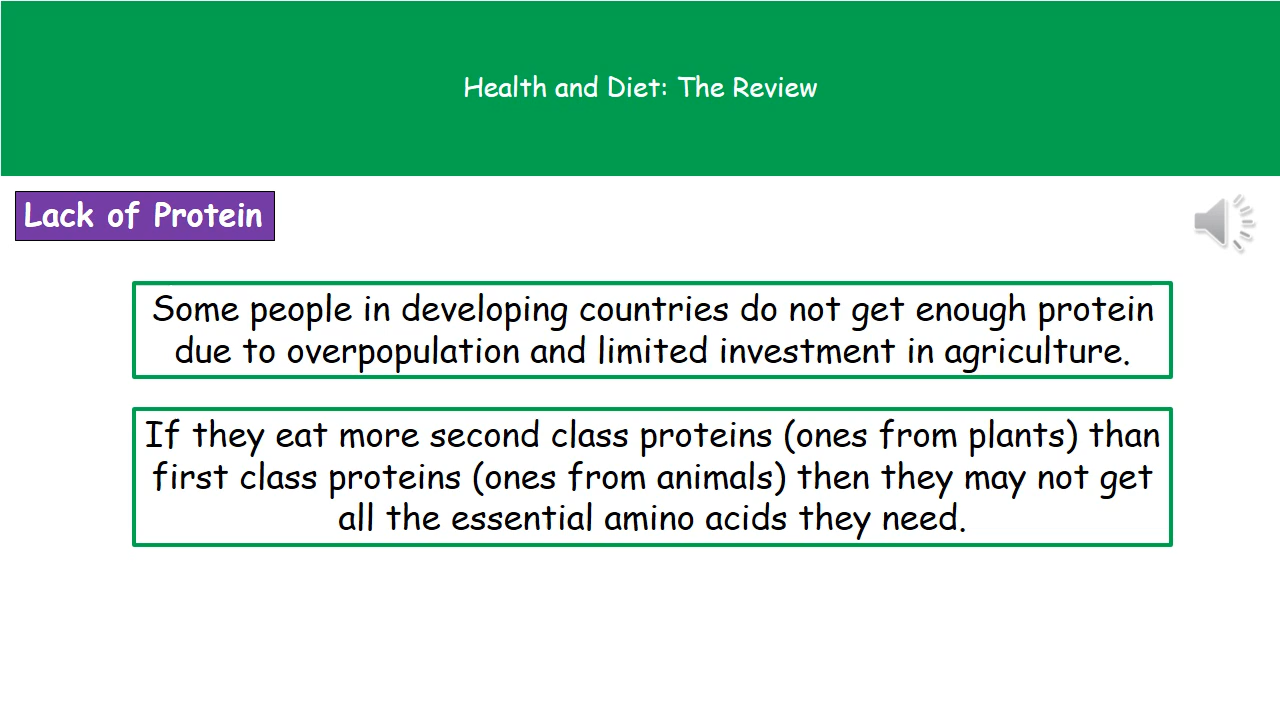 Health and Diet: The Review
Lack of Protein
Some people in developing countries do not get enough protein
due to overpopulation and limited investment in agriculture.
If they eat more second class proteins (ones from plants) than
first class proteins (ones from animals) then they may not get
all the essential amino acids they need.